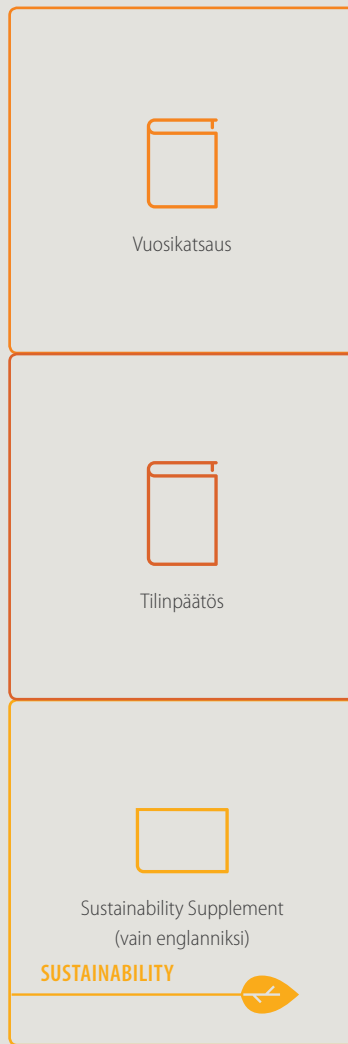 Vuosikatsaus
Tilinpäätös
Sustainability Supplement
(vain englanniksi)
SUSTAINABILITY